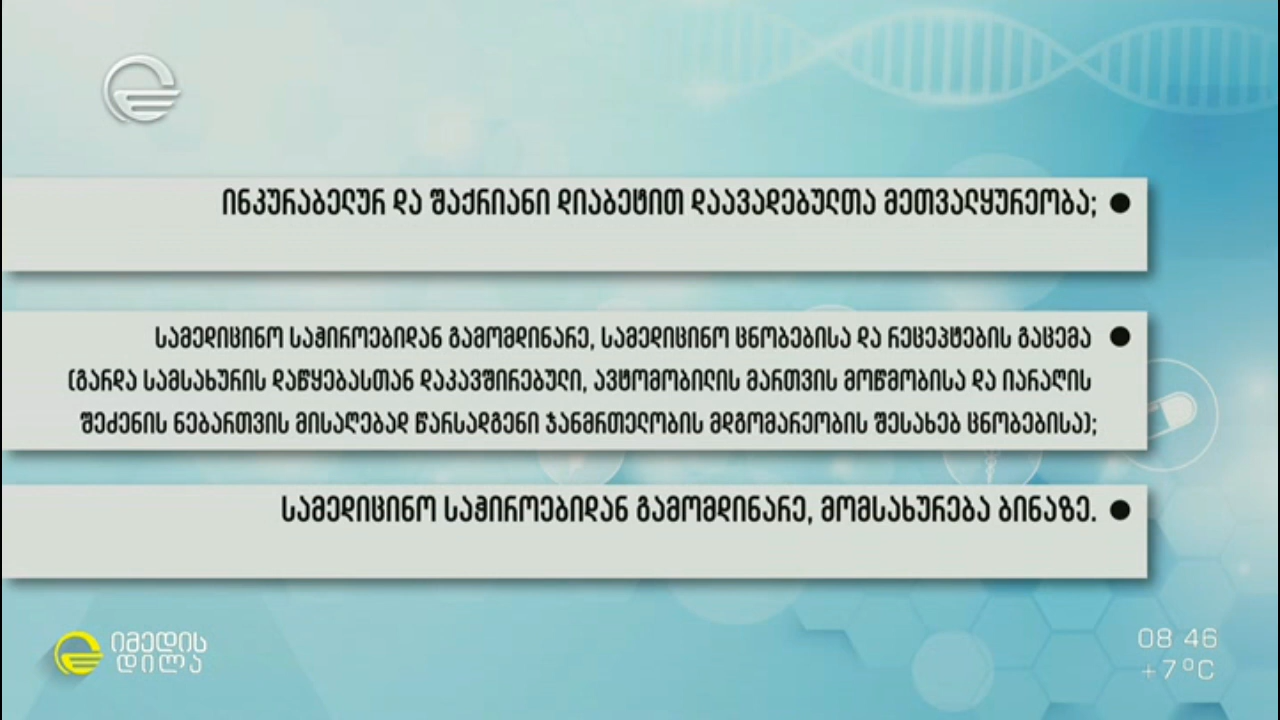 ინკურაბელურ და შაქრიანი დიაბეტით დაავადებულთა მეთვალყურეობა; ●
სამედიცინო საჭიროებიდან გამომდინარე, სამედიცინო ცნობებისა და რეცეპტების გაცემა ●
(გარდა სამსახურის დაწყებასთან დაკავშირებული, ავტომობილის მართვის მოწმობისა და იარაღის
შეძენის ნებართვის მისაღებად წარსადგენი ჯანმრთელობის მდგომარეობის შესახებ ცნობებისა);
სამედიცინო საჭიროებიდან გამომდინარე, მომსახურება ბინაზე. ●
იმედის
დილა
08 46
+7°C